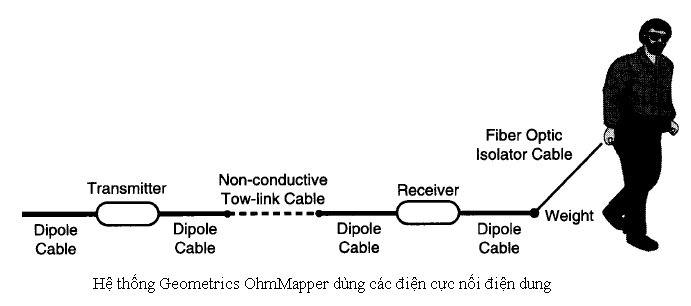 Fiber Optic
Isolator Cable
Non-conductive
Tow-link Cable
Transmitter
Receiver
Dipole
Cable
Dipole
Cable
Dipole
Cable
Dipole
Cable
Weight
Hệ thống Geometrics OhmMapper dùng các điện cực nối điện dung